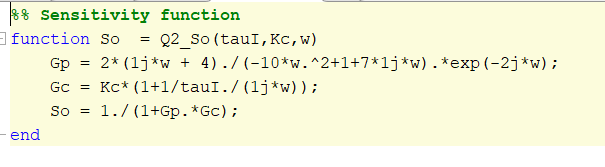 %% Sensitivity function
function So  = Q2_So(tauI,Kc,w)
    Gp = 2*(1j*w + 4)./(-10*w.^2+1+7*1j*w).*exp(-2j*w);
    Gc = Kc*(1+1/tauI./(1j*w));
    So = 1./(1+Gp.*Gc);
end